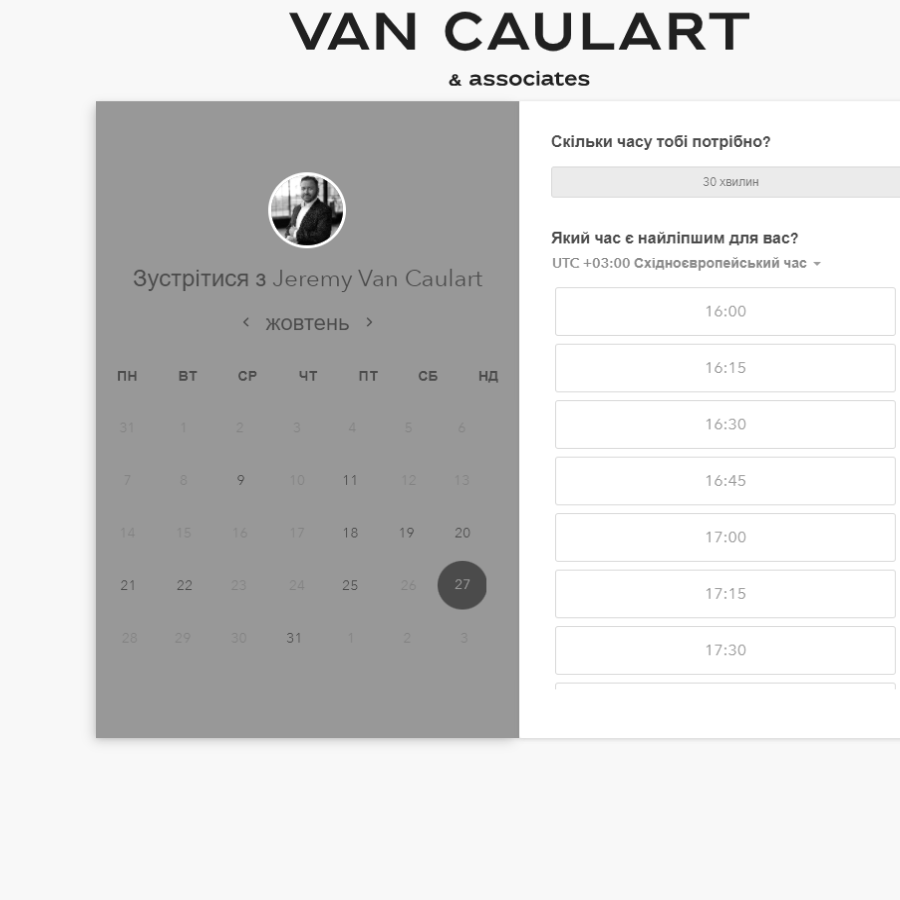 VAN CAULART
& associates
Зустрітися з Jeremy Van Caulart
жовтень
ПН ВТ СР ЧТ ПТ СБ НД
31 1 2 3 4 5 6
7 8 9 10 11 12 13
14 15 16 17 18 19 20
21 22 23 24 25 26 27
28 29 30 31 1 2 3
Скільки часу тобі потрібно?
30 хвилин
Який час є найліпшим для вас?
UTC +03:00 Східноєвропейський час
16:00
16:15
16:30
16:45
17:00
17:15
17:30